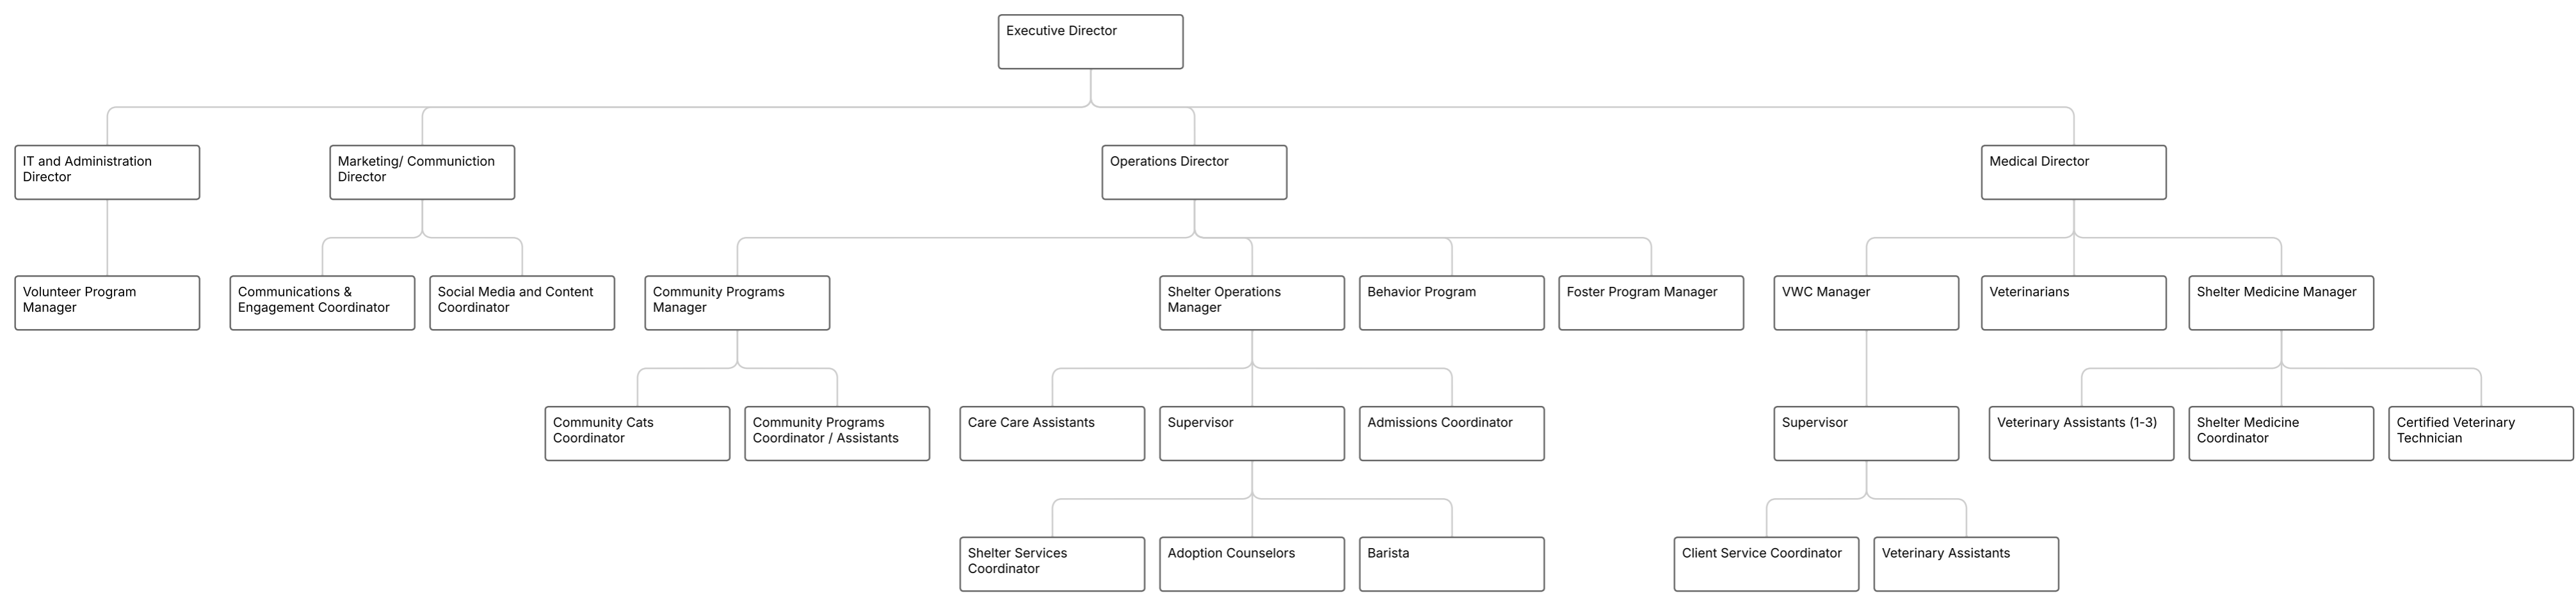 Executive Director
IT and Administration
Director
Marketing/ Communiction
Director
Operations Director
Medical Director
Volunteer Program
Manager
Communications &
Engagement Coordinator
Social Media and Content
Coordinator
Community Programs
Manager
Shelter Operations
Manager
Behavior Program
Foster Program Manager
VWC Manager
Veterinarians
Shelter Medicine Manager
Community Cats
Coordinator
Community Programs
Coordinator / Assistants
Care Care Assistants
Supervisor
Admissions Coordinator
Supervisor
Veterinary Assistants (1-3)
Shelter Medicine
Coordinator
Certified Veterinary
Technician
Shelter Services
Coordinator
Adoption Counselors
Barista
Client Service Coordinator
Veterinary Assistants